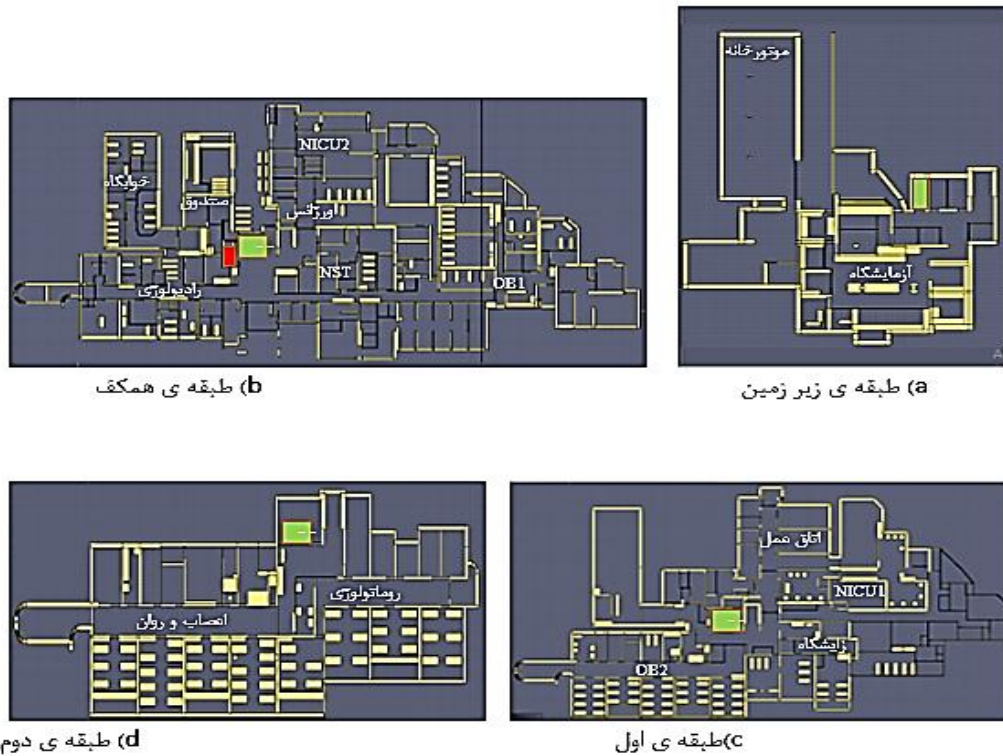 موتورخانه
آزمایشگاه
a) طبقه ی زیر زمین
NICU2
خوابگاه
صندوق
ورژانس
NST
OB1
رادیولوژی
b) طبقه ی همکف
اتاق عمل
NICU1
زایشگاه
OB2
c)طبقه ی اول
روماتولوژی
اعصاب و روان
d) طبقه ی دوم